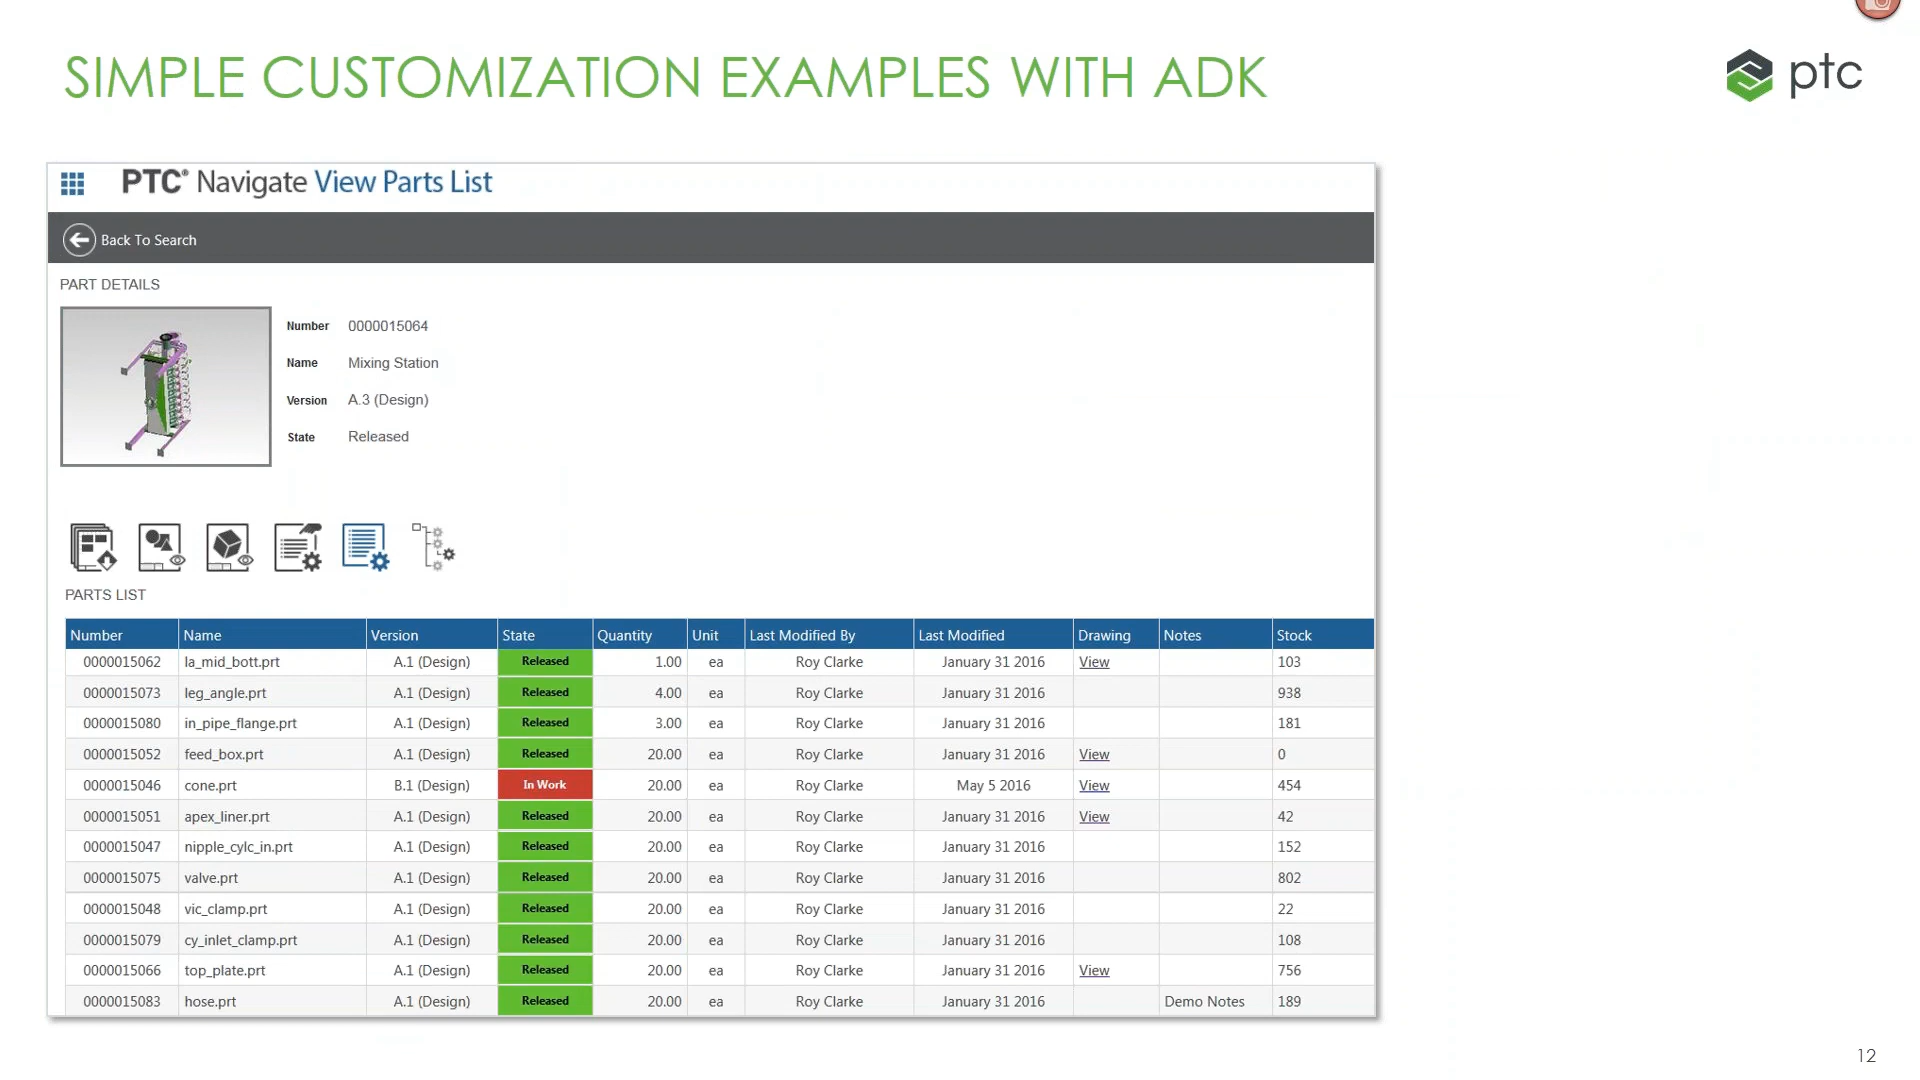 SIMPLE CUSTOMIZATION EXAMPLES WITH ADK
ptc
PTC® Navigate View Parts List
Back To Search
PART DETAILS
Number 0000015064
Name Mixing Station
Version A.3 (Design)
State Released
PARTS LIST
Number Name Version State Quantity Unit Last Modified By Last Modified Drawing Notes Stock
0000015062 la_mid_bott.prt A.1 (Design) Released 1.00 ea Roy Clarke January 31 2016 View 103
0000015073 leg_angle.prt A.1 (Design) Released 4.00 ea Roy Clarke January 31 2016 938
0000015080 in_pipe_flange.prt A.1 (Design) Released 3.00 ea Roy Clarke January 31 2016 181
0000015052 feed_box.prt A.1 (Design) Released 20.00 ea Roy Clarke January 31 2016 View 0
0000015046 cone.prt B.1 (Design) In Work 20.00 ea Roy Clarke May 5 2016 View 454
0000015051 apex_liner.prt A.1 (Design) Released 20.00 ea Roy Clarke January 31 2016 View 42
0000015047 nipple_cylc_in.prt A.1 (Design) Released 20.00 ea Roy Clarke January 31 2016 152
0000015075 valve.prt A.1 (Design) Released 20.00 ea Roy Clarke January 31 2016 802
0000015048 vic_clamp.prt A.1 (Design) Released 20.00 ea Roy Clarke January 31 2016 22
0000015079 cy_inlet_clamp.prt A.1 (Design) Released 20.00 ea Roy Clarke January 31 2016 108
0000015066 top_plate.prt A.1 (Design) Released 20.00 ea Roy Clarke January 31 2016 View 756
0000015083 hose.prt A.1 (Design) Released 20.00 ea Roy Clarke January 31 2016 Demo Notes 189
12